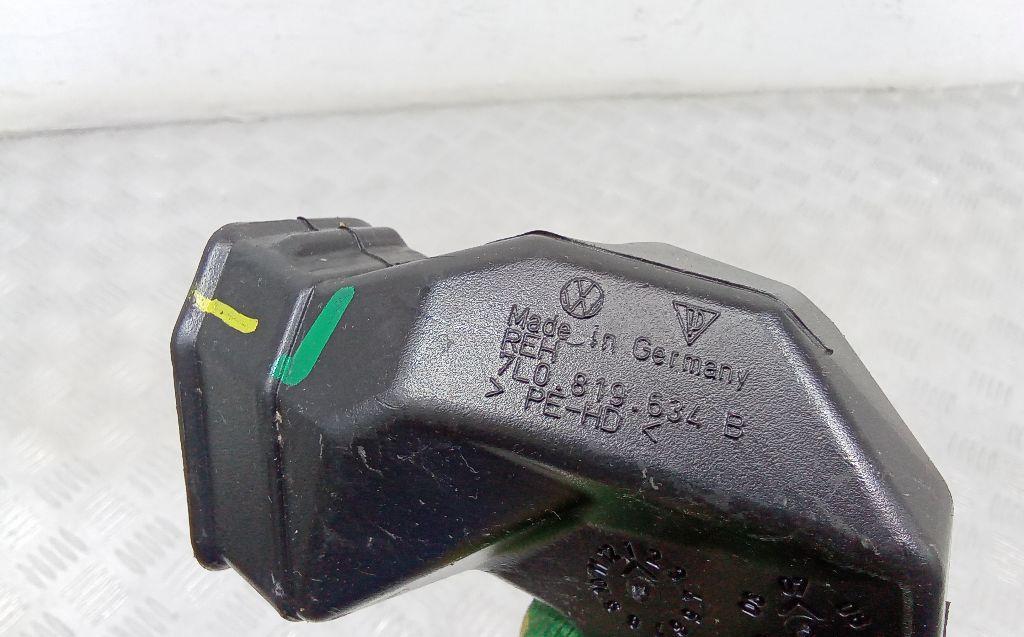 Made in Germany
REH
7L0.819.634 B
> PE-HD <